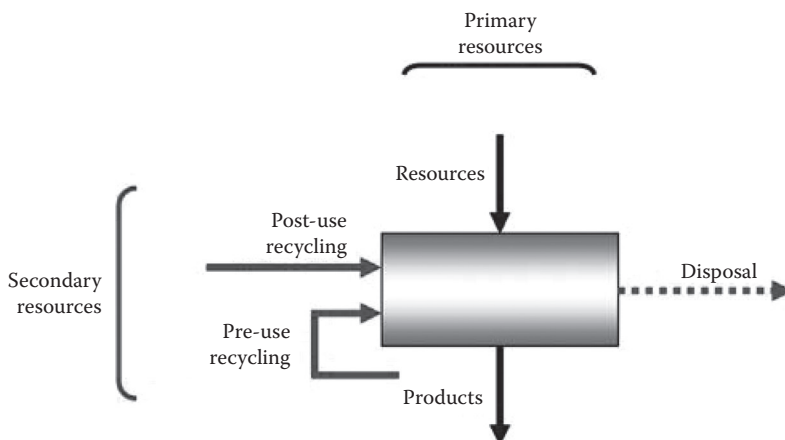 Primary
resources
Resources
Post-use
recycling
Disposal
Secondary
resources
Pre-use
recycling
Products